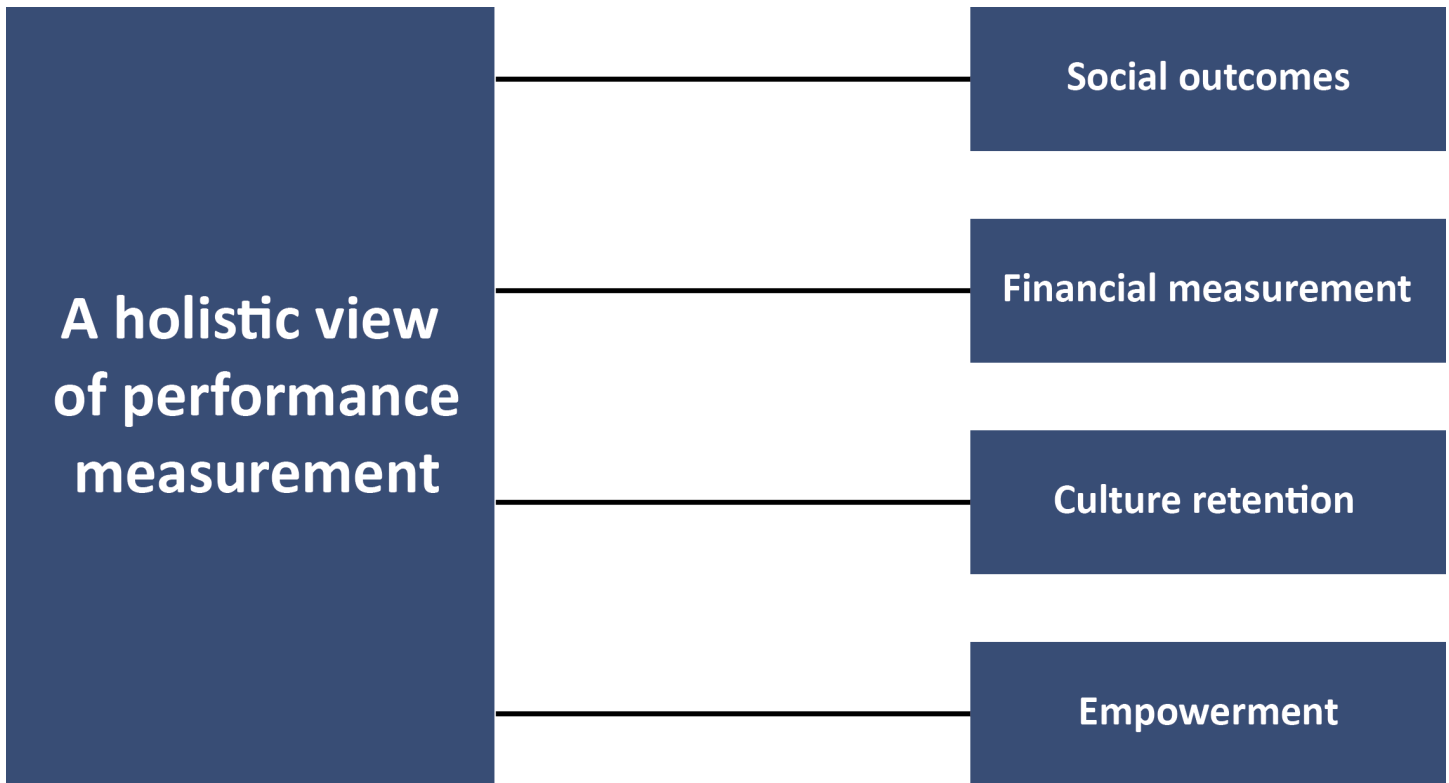 A holistic view
of performance
measurement
Social outcomes
Financial measurement
Culture retention
Empowerment